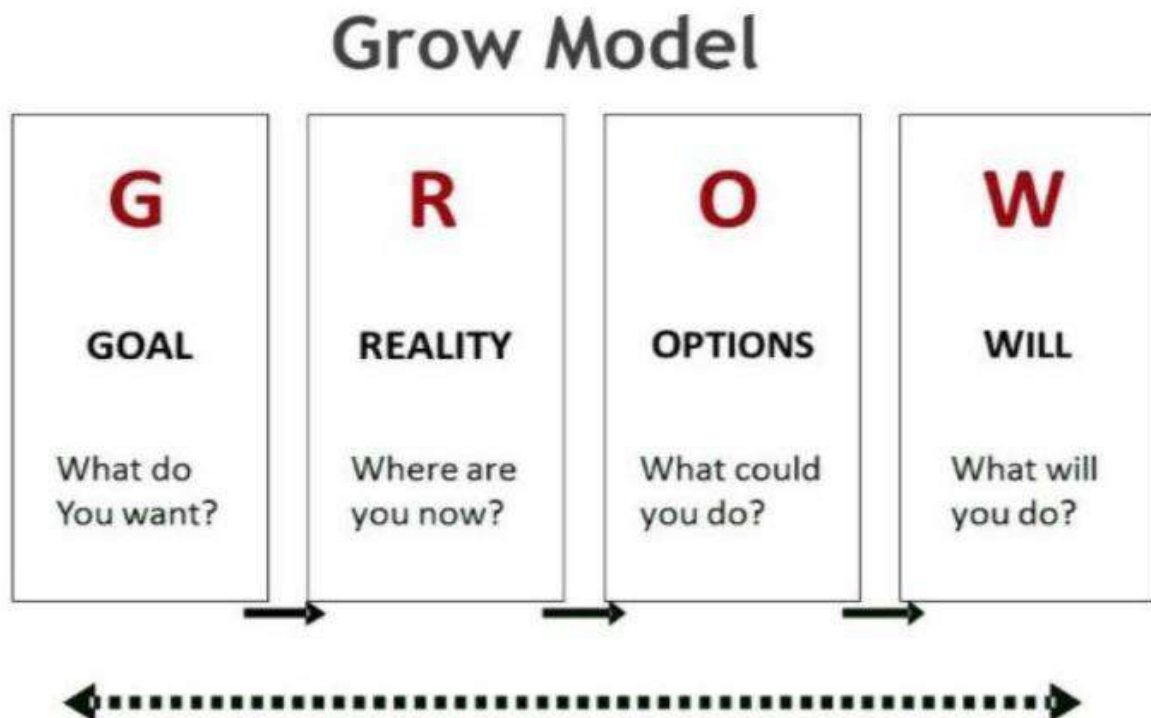 Grow Model
G
GOAL
What do
You want?
R
REALITY
Where are
you now?
O
OPTIONS
What could
you do?
W
WILL
What will
you do?